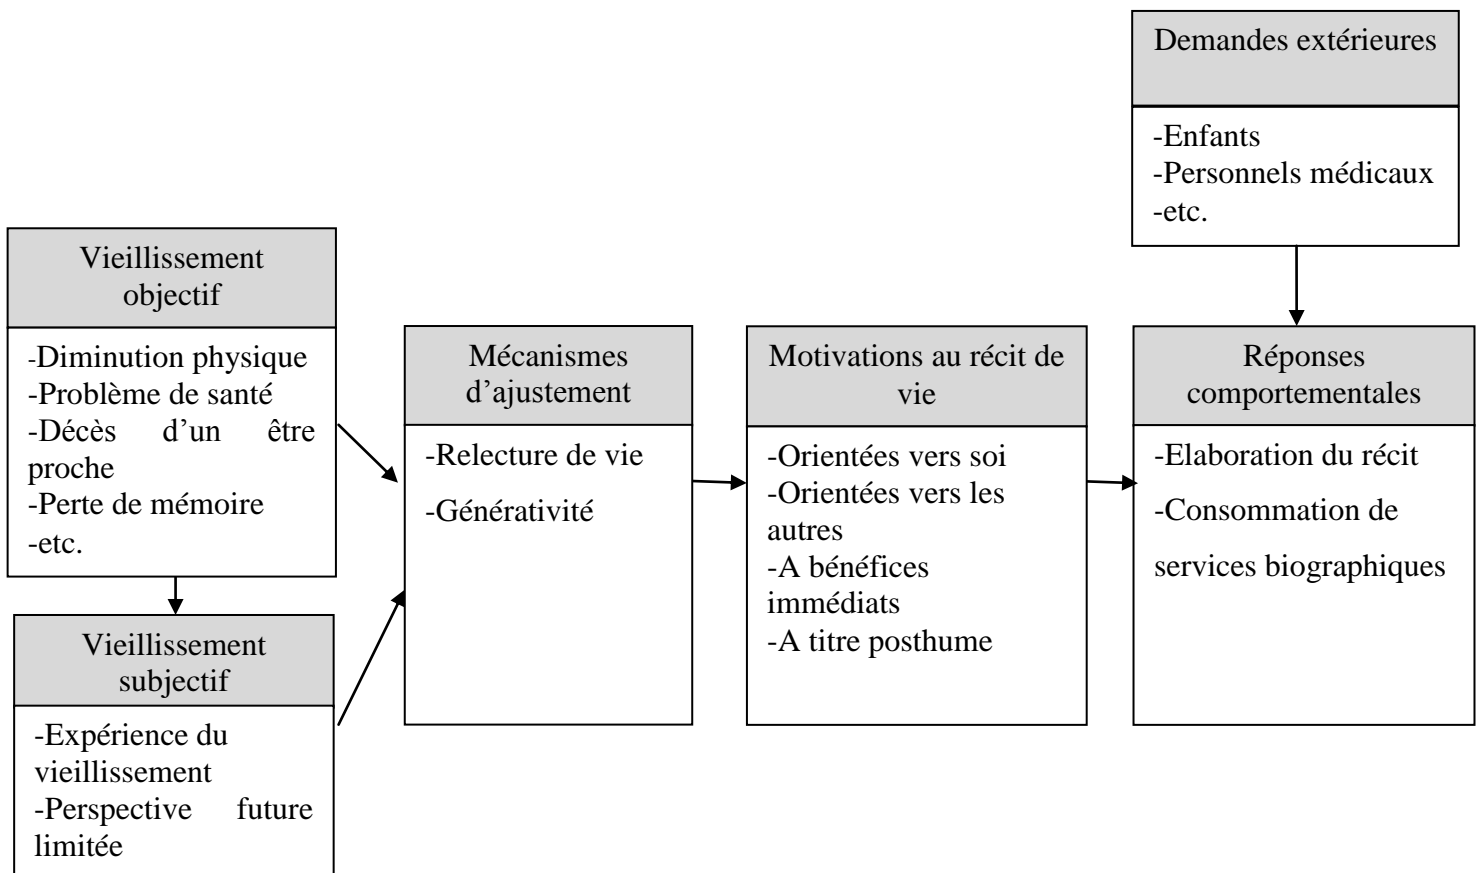 Demandes extérieures
-Enfants
-Personnels médicaux
-etc.
Vieillissement
objectif
-Diminution physique
-Problème de santé
-Décès d’un être
proche
-Perte de mémoire
-etc.
Vieillissement
subjectif
-Expérience du
vieillissement
-Perspective future
limitée
Mécanismes
d’ajustement
-Relecture de vie
-Générativité
Motivations au récit de
vie
-Orientées vers soi
-Orientées vers les
autres
-A bénéfices
immédiats
-A titre posthume
Réponses
comportementales
-Elaboration du récit
-Consommation de
services biographiques